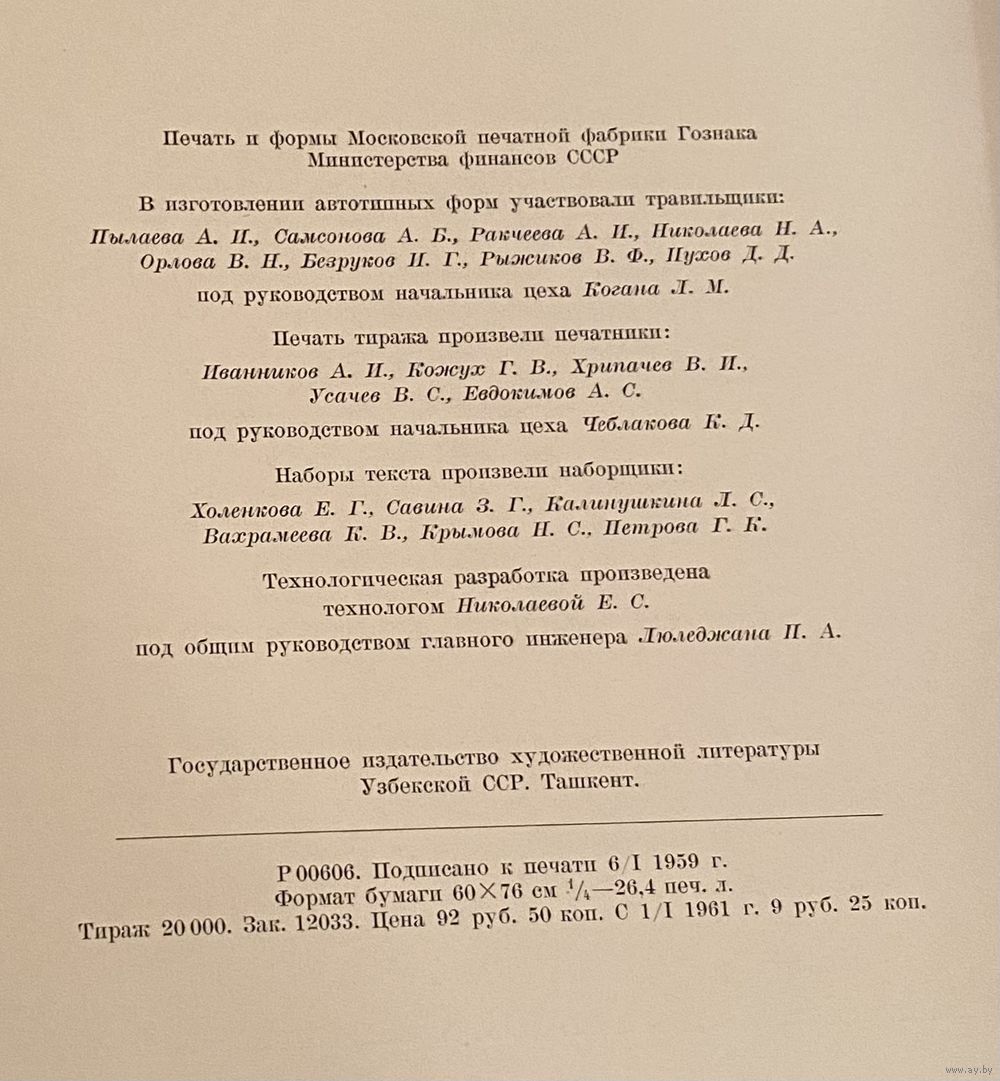 Печать и формы Московской печатной фабрики Гознака
Министерства финансов СССР
В изготовлении автотипных форм участвовали травильщики:
Пылаева А. И., Самсонова А. Б., Ракчеева А. И., Николаева Н. А.,
Орлова В. Н., Безруков И. Г., Рыжиков В. Ф., Пухов Д. Д.
под руководством начальника цеха Когана Л. М.
Печать тиража произвели печатники:
Иванников А. И., Кожух Г. В., Хрипачев В. И.,
Усачев В. С., Евдокимов А. С.
под руководством начальника цеха Чеблакова К. Д.
Наборы текста произвели наборщики:
Холенкова Е. Г., Савина З. Г., Калинушкина Л. С.,
Вахрамеева К. В., Крымова Н. С., Петрова Г. К.
Технологическая разработка произведена
технологом Николаевой Е. С.
под общим руководством главного инженера Люледжана П. А.
Государственное издательство художественной литературы
Узбекской ССР. Ташкент.
Р 00606. Подписано к печати 6/I 1959 г.
Формат бумаги 60×76 см 1/4—26,4 печ. л.
Тираж 20 000. Зак. 12033. Цена 92 руб. 50 коп. С 1/I 1961 г. 9 руб. 25 коп.
www.ay.by